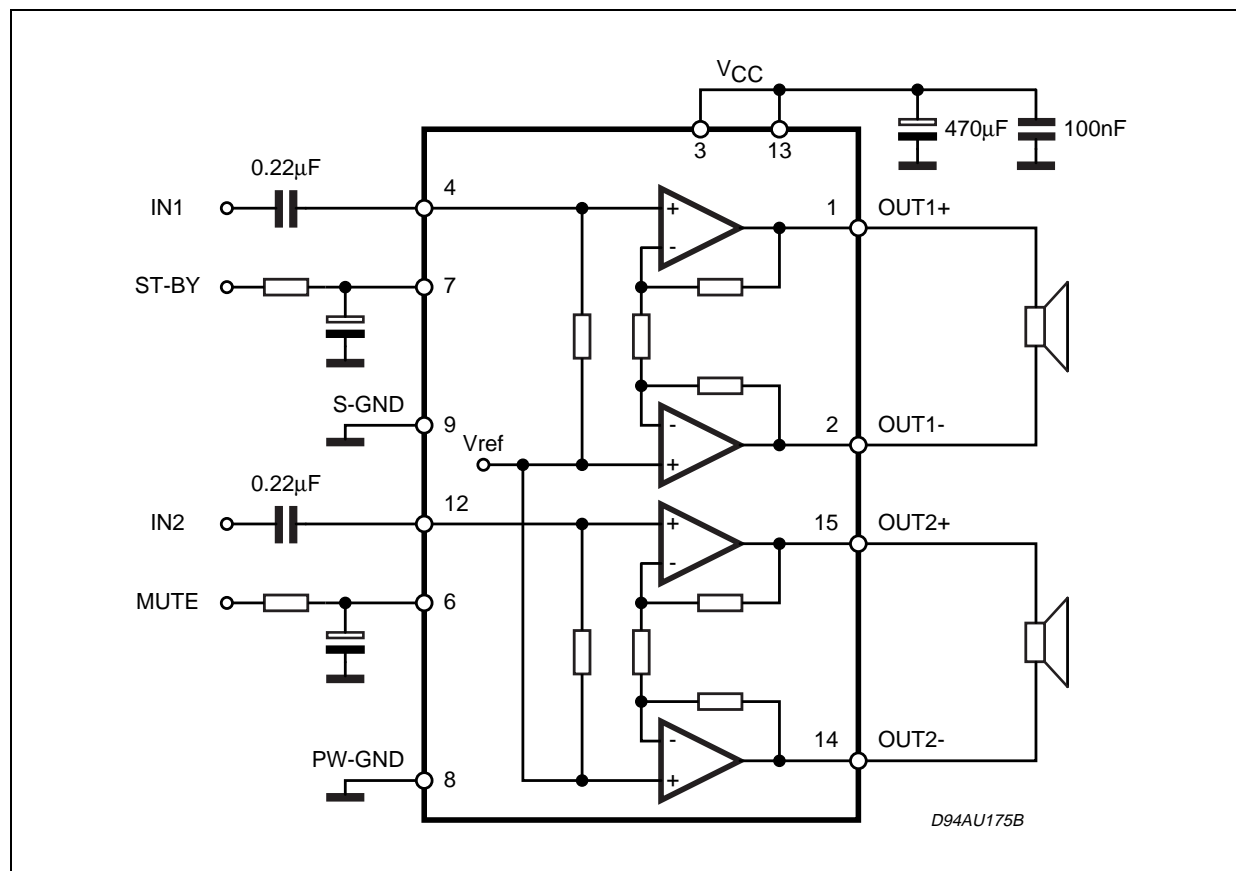 VCC
470µF
100nF
3
13
0.22µF
IN1
4
+
-
1
OUT1+
ST-BY
7
S-GND
9
Vref
-
+
2
OUT1-
0.22µF
IN2
12
+
-
15
OUT2+
MUTE
6
PW-GND
8
-
+
14
OUT2-
D94AU175B